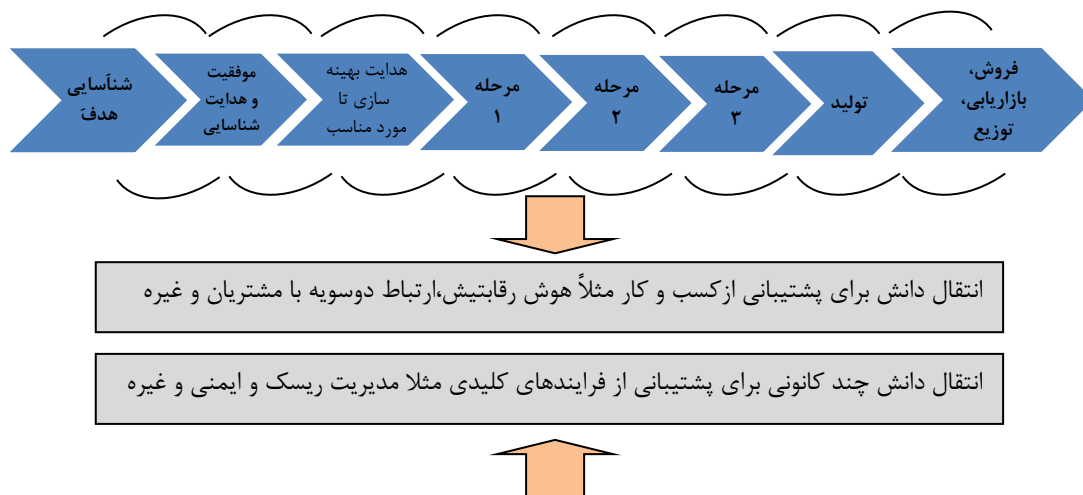 شناَسایی
هدفَ
موفقیت
و هدایت
شناسایی
هدایت بهینه
سازی تا
مورد مناسب
مرحله
۱
مرحله
۲
مرحله
۳
تولید
فروش،
بازاریابی،
توزیع
انتقال دانش برای پشتیبانی ازکسب و کار مثلاً هوش رقابتیش،ارتباط دوسویه با مشتریان و غیره
انتقال دانش چند کانونی برای پشتیبانی از فرایندهای کلیدی مثلا مدیریت ریسک و ایمنی و غیره